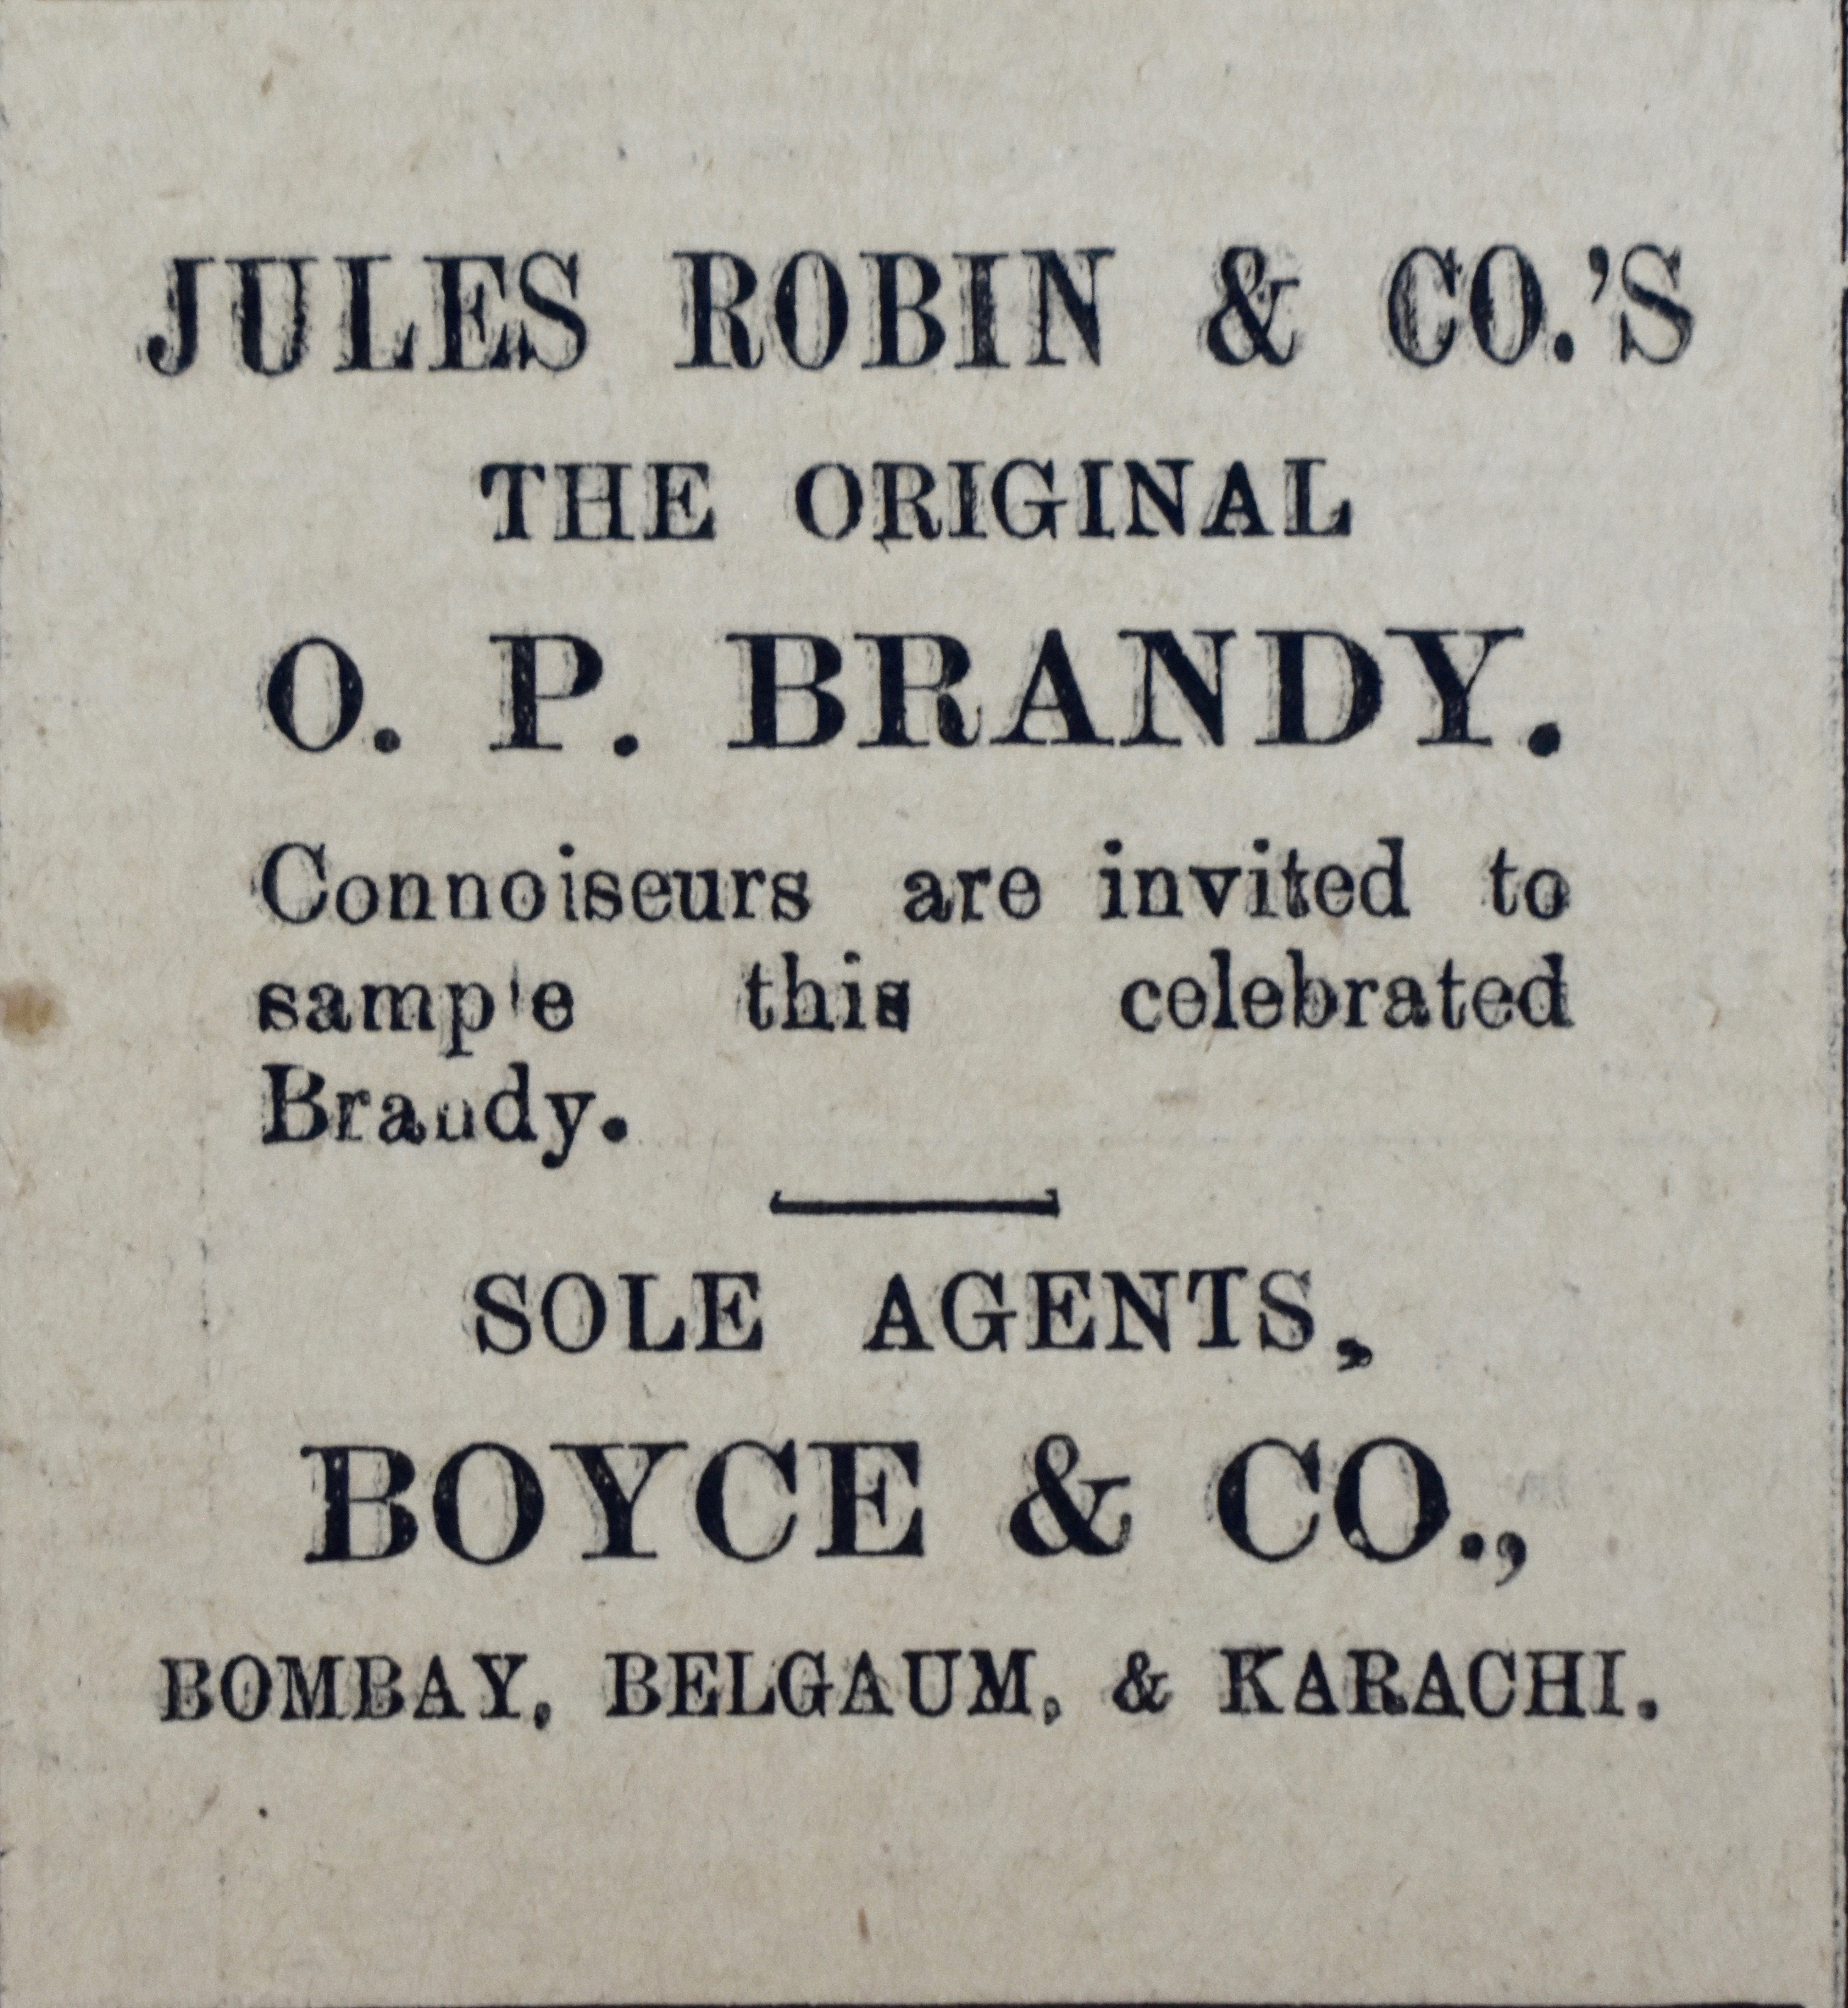 JULES ROBIN & CO.'S
THE ORIGINAL
O. P. BRANDY.
Connoiseurs are invited to
sample this celebrated
Brandy.
SOLE AGENTS,
BOYCE & CO.,
BOMBAY, BELGAUM, & KARACHI.